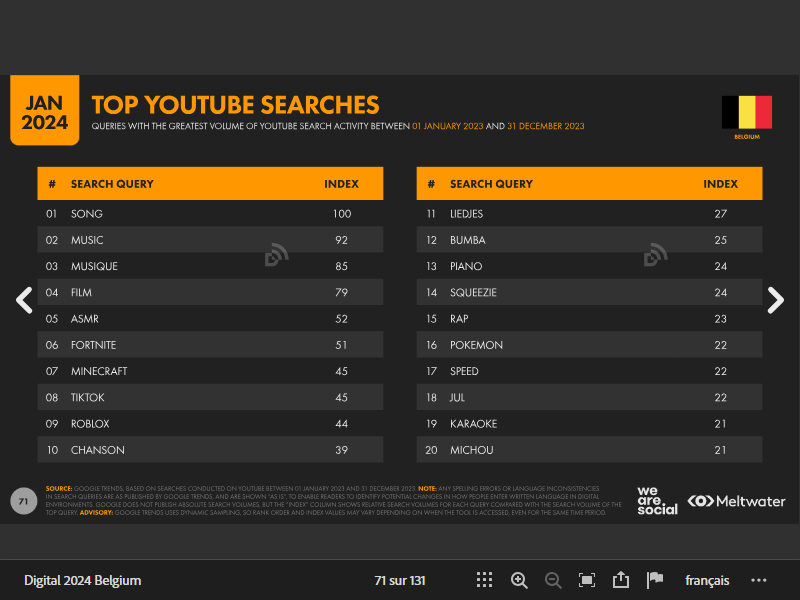 JAN
2024
TOP YOUTUBE SEARCHES
QUERIES WITH THE GREATEST VOLUME OF YOUTUBE SEARCH ACTIVITY BETWEEN 01 JANUARY 2023 AND 31 DECEMBER 2023
BELGIUM
# SEARCH QUERY INDEX
01 SONG 100
02 MUSIC 92
03 MUSIQUE 85
04 FILM 79
05 ASMR 52
06 FORTNITE 51
07 MINECRAFT 45
08 TIKTOK 45
09 ROBLOX 44
10 CHANSON 39
# SEARCH QUERY INDEX
11 LIEDJES 27
12 BUMBA 25
13 PIANO 24
14 SQUEEZIE 24
15 RAP 23
16 POKEMON 22
17 SPEED 22
18 JUL 22
19 KARAOKE 21
20 MICHOU 21
71
SOURCE: GOOGLE TRENDS, BASED ON SEARCHES CONDUCTED ON YOUTUBE BETWEEN 01 JANUARY 2023 AND 31 DECEMBER 2023. NOTE: ANY SPELLING ERRORS OR LANGUAGE INCONSISTENCIES
IN SEARCH QUERIES ARE AS PUBLISHED BY GOOGLE TRENDS, AND ARE SHOWN "AS IS", TO ENABLE READERS TO IDENTIFY POTENTIAL CHANGES IN HOW PEOPLE ENTER WRITTEN LANGUAGE IN DIGITAL
ENVIRONMENTS. GOOGLE DOES NOT PUBLISH ABSOLUTE SEARCH VOLUMES, BUT THE "INDEX" COLUMN SHOWS RELATIVE SEARCH VOLUMES FOR EACH QUERY COMPARED WITH THE SEARCH VOLUME OF THE
TOP QUERY. ADVISORY: GOOGLE TRENDS USES DYNAMIC SAMPLING, SO RANK ORDER AND INDEX VALUES MAY VARY DEPENDING ON WHEN THE TOOL IS ACCESSED, EVEN FOR THE SAME TIME PERIOD.
we
are.
social
Meltwater
Digital 2024 Belgium
71 sur 131
français